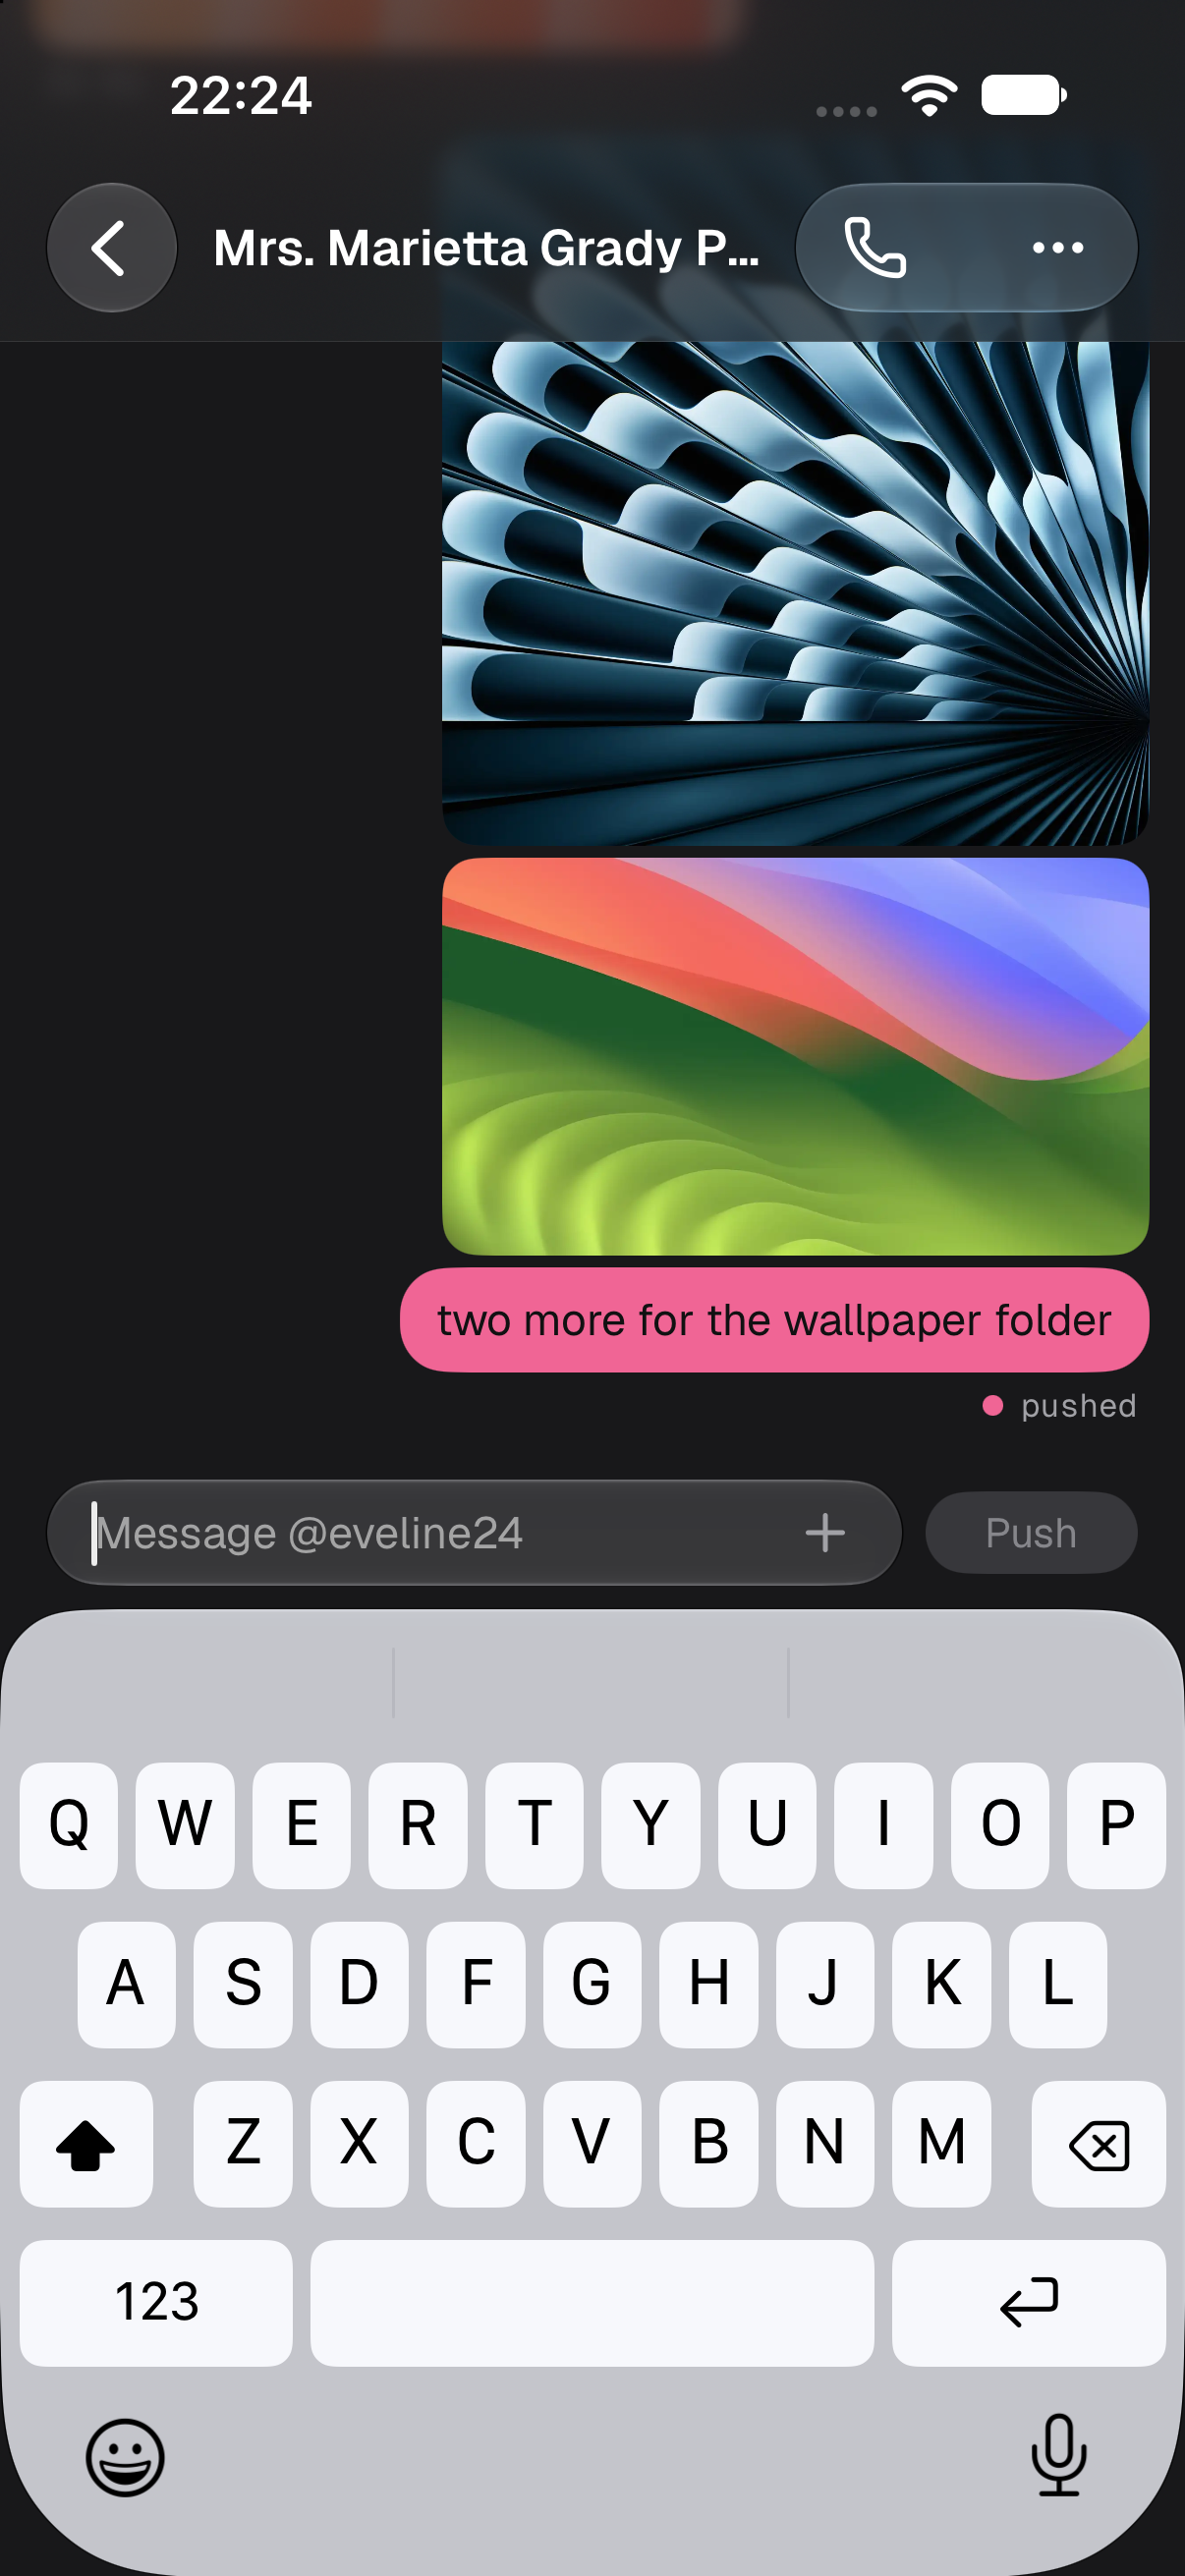 22:24
Mrs. Marietta Grady P...
two more for the wallpaper folder
pushed
Message @eveline24
Push
Q W E R T Y U I O P
A S D F G H J K L
Z X C V B N M
123